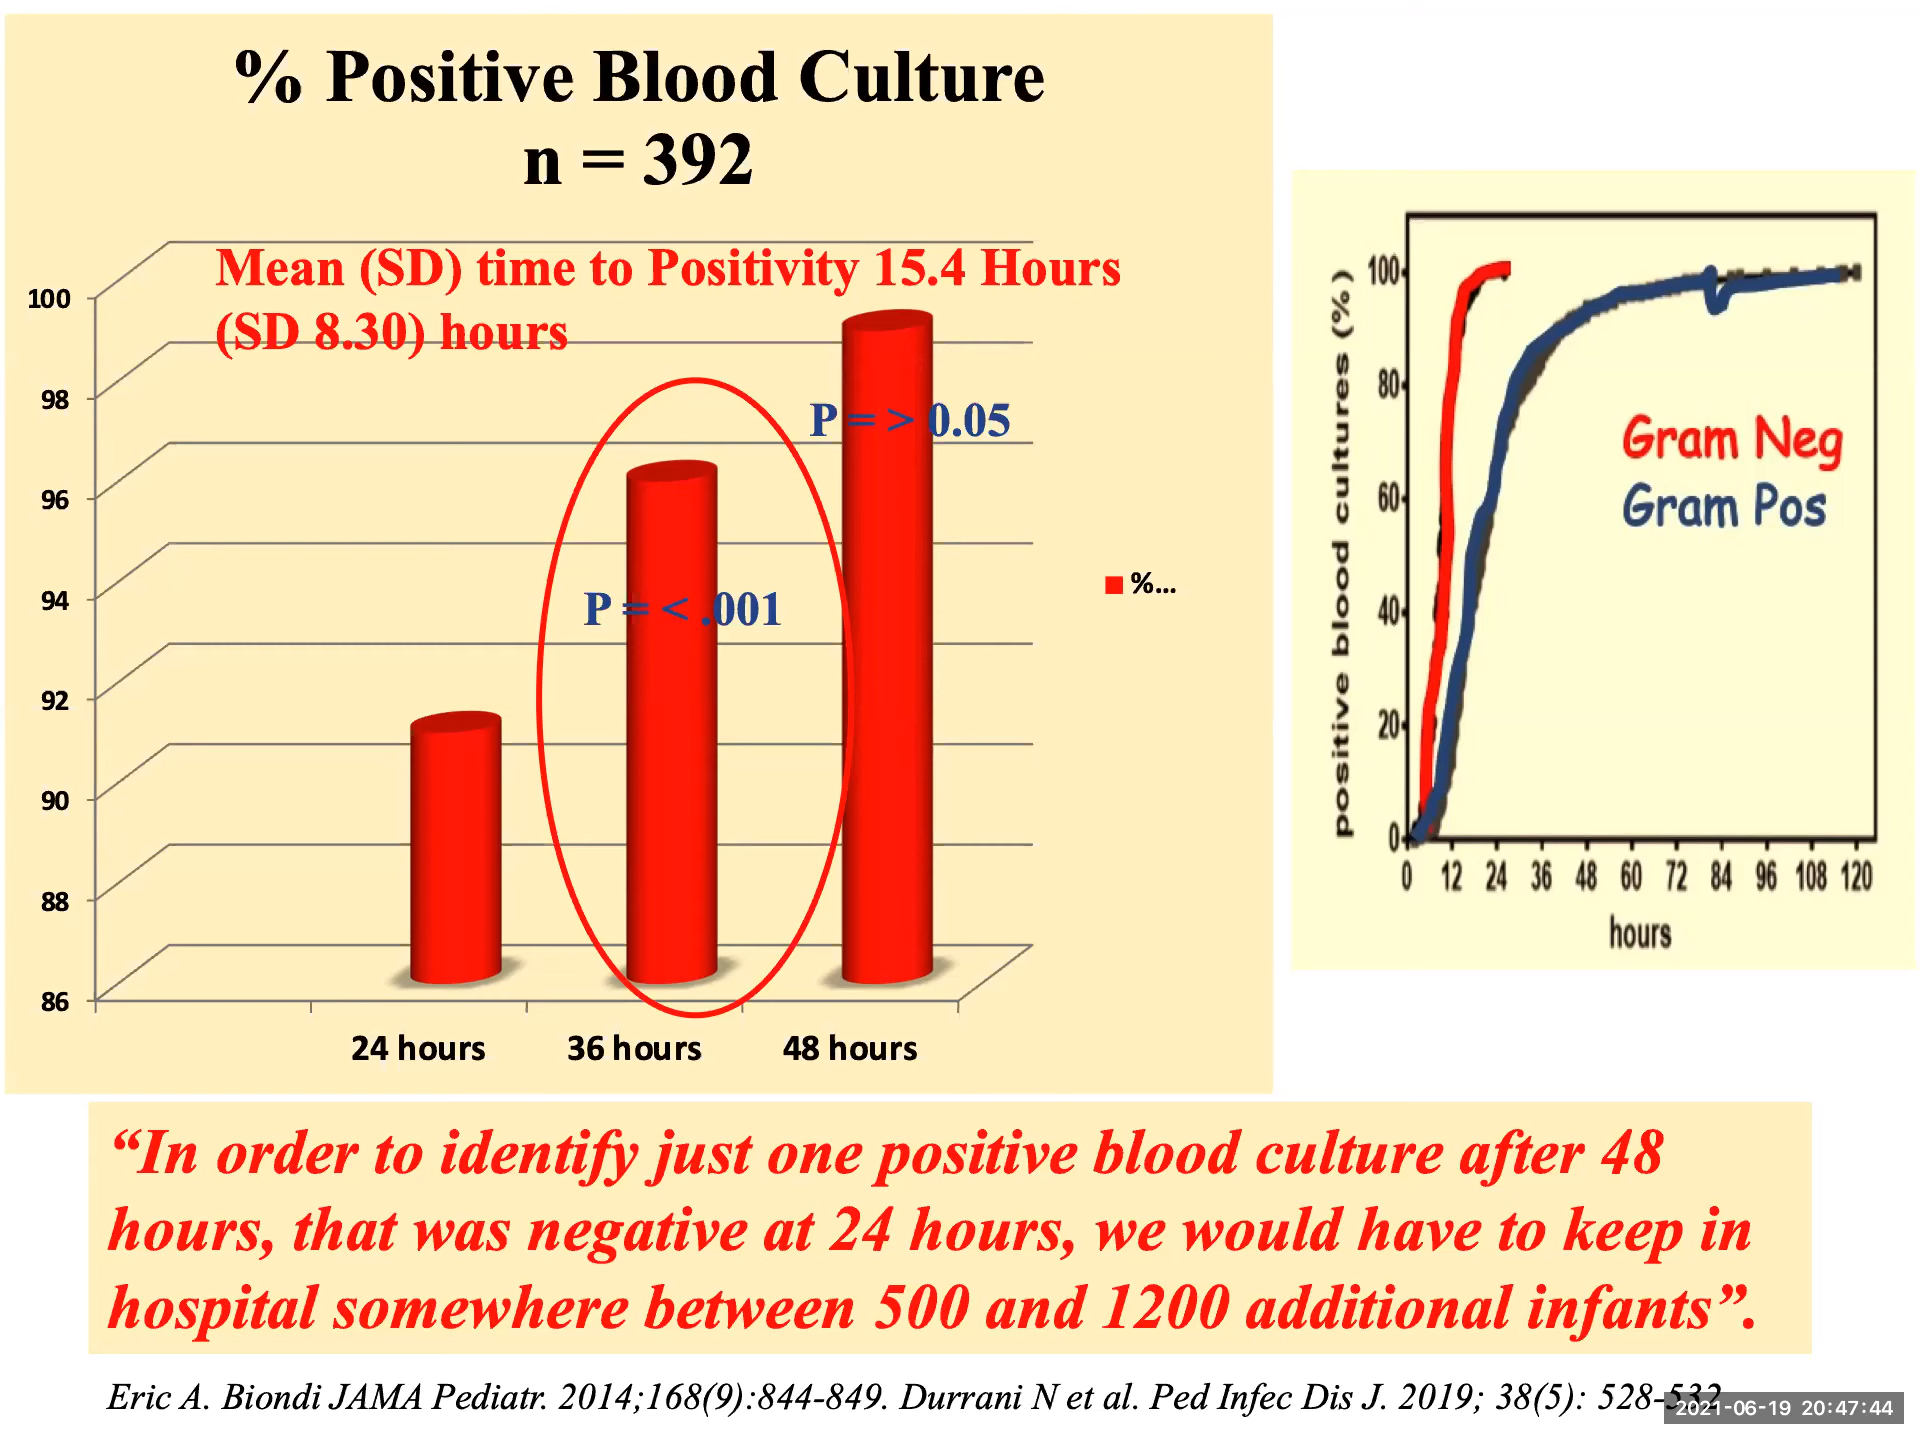 % Positive Blood Culture
n = 392
Mean (SD) time to Positivity 15.4 Hours
(SD 8.30) hours
100
98
96
94
92
90
88
86
P = > 0.05
P = < .001
%...
24 hours
36 hours
48 hours
positive blood cultures (%)
100
80
60
40
20
0
Gram Neg
Gram Pos
0 12 24 36 48 60 72 84 96 108 120
hours
“In order to identify just one positive blood culture after 48
hours, that was negative at 24 hours, we would have to keep in
hospital somewhere between 500 and 1200 additional infants”.
Eric A. Biondi JAMA Pediatr. 2014;168(9):844-849. Durrani N et al. Ped Infec Dis J. 2019; 38(5): 528-532
2021-06-19 20:47:44